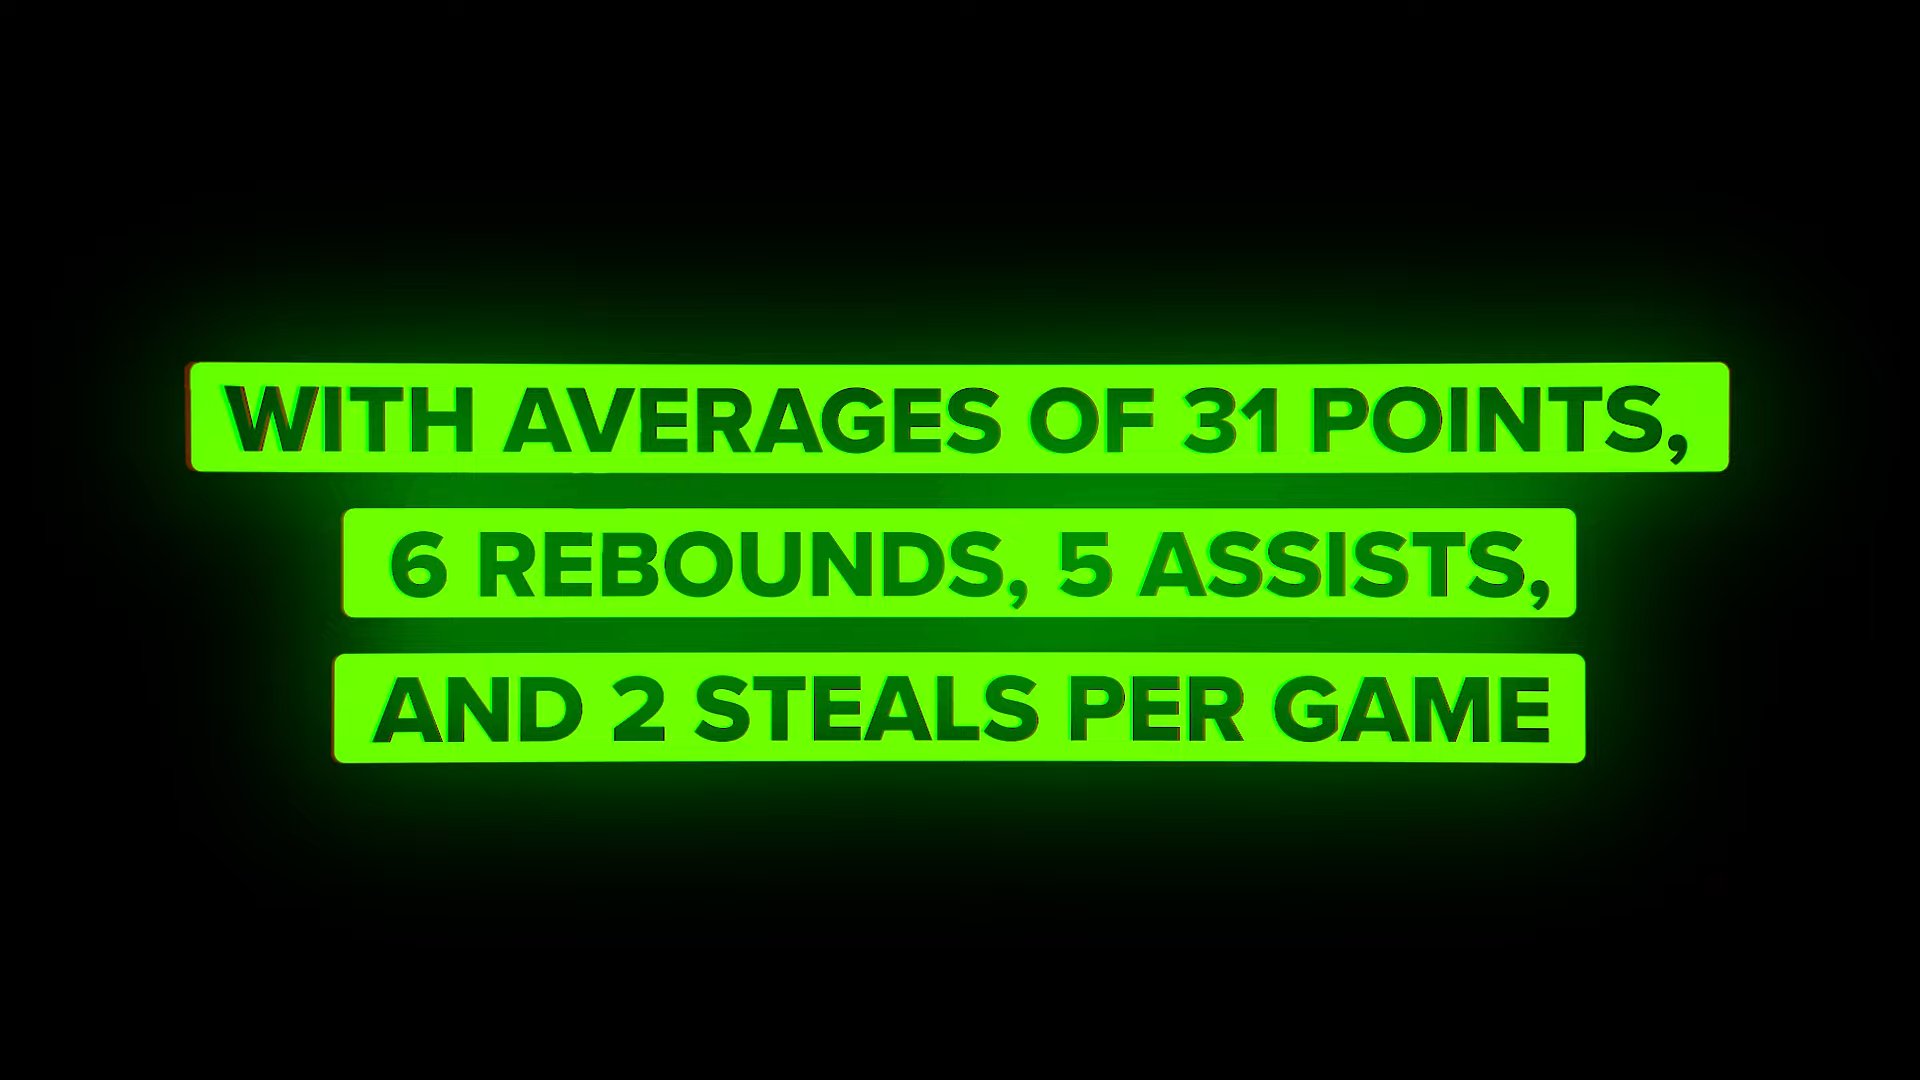 WITH AVERAGES OF 31 POINTS,
6 REBOUNDS, 5 ASSISTS,
AND 2 STEALS PER GAME